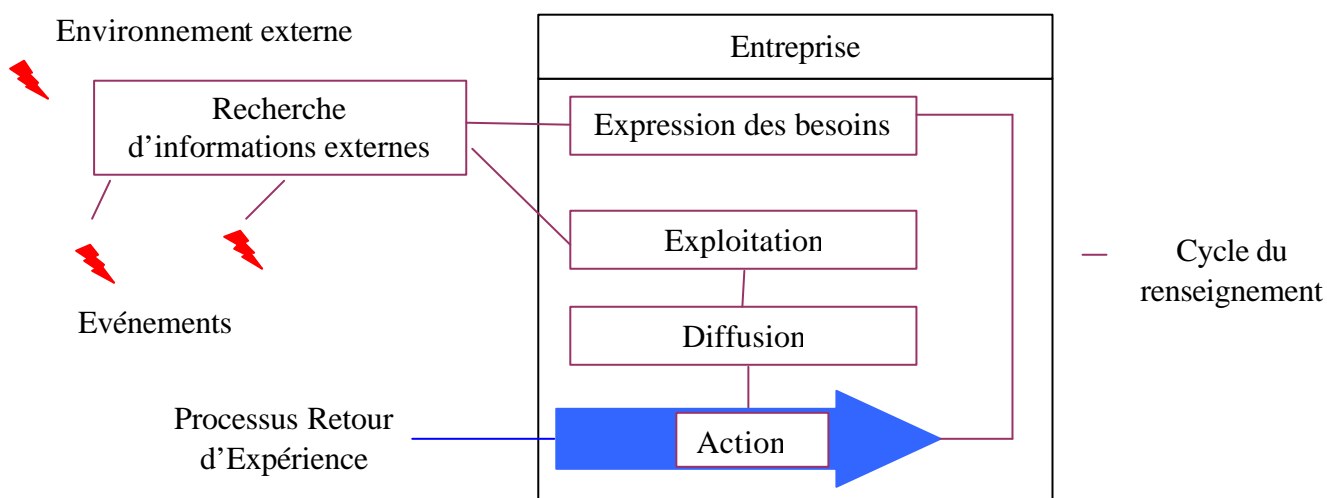 Environnement externe
Entreprise
Recherche
d’informations externes
Expression des besoins
Exploitation
Cycle du
renseignement
Evénements
Diffusion
Processus Retour
d’Expérience
Action